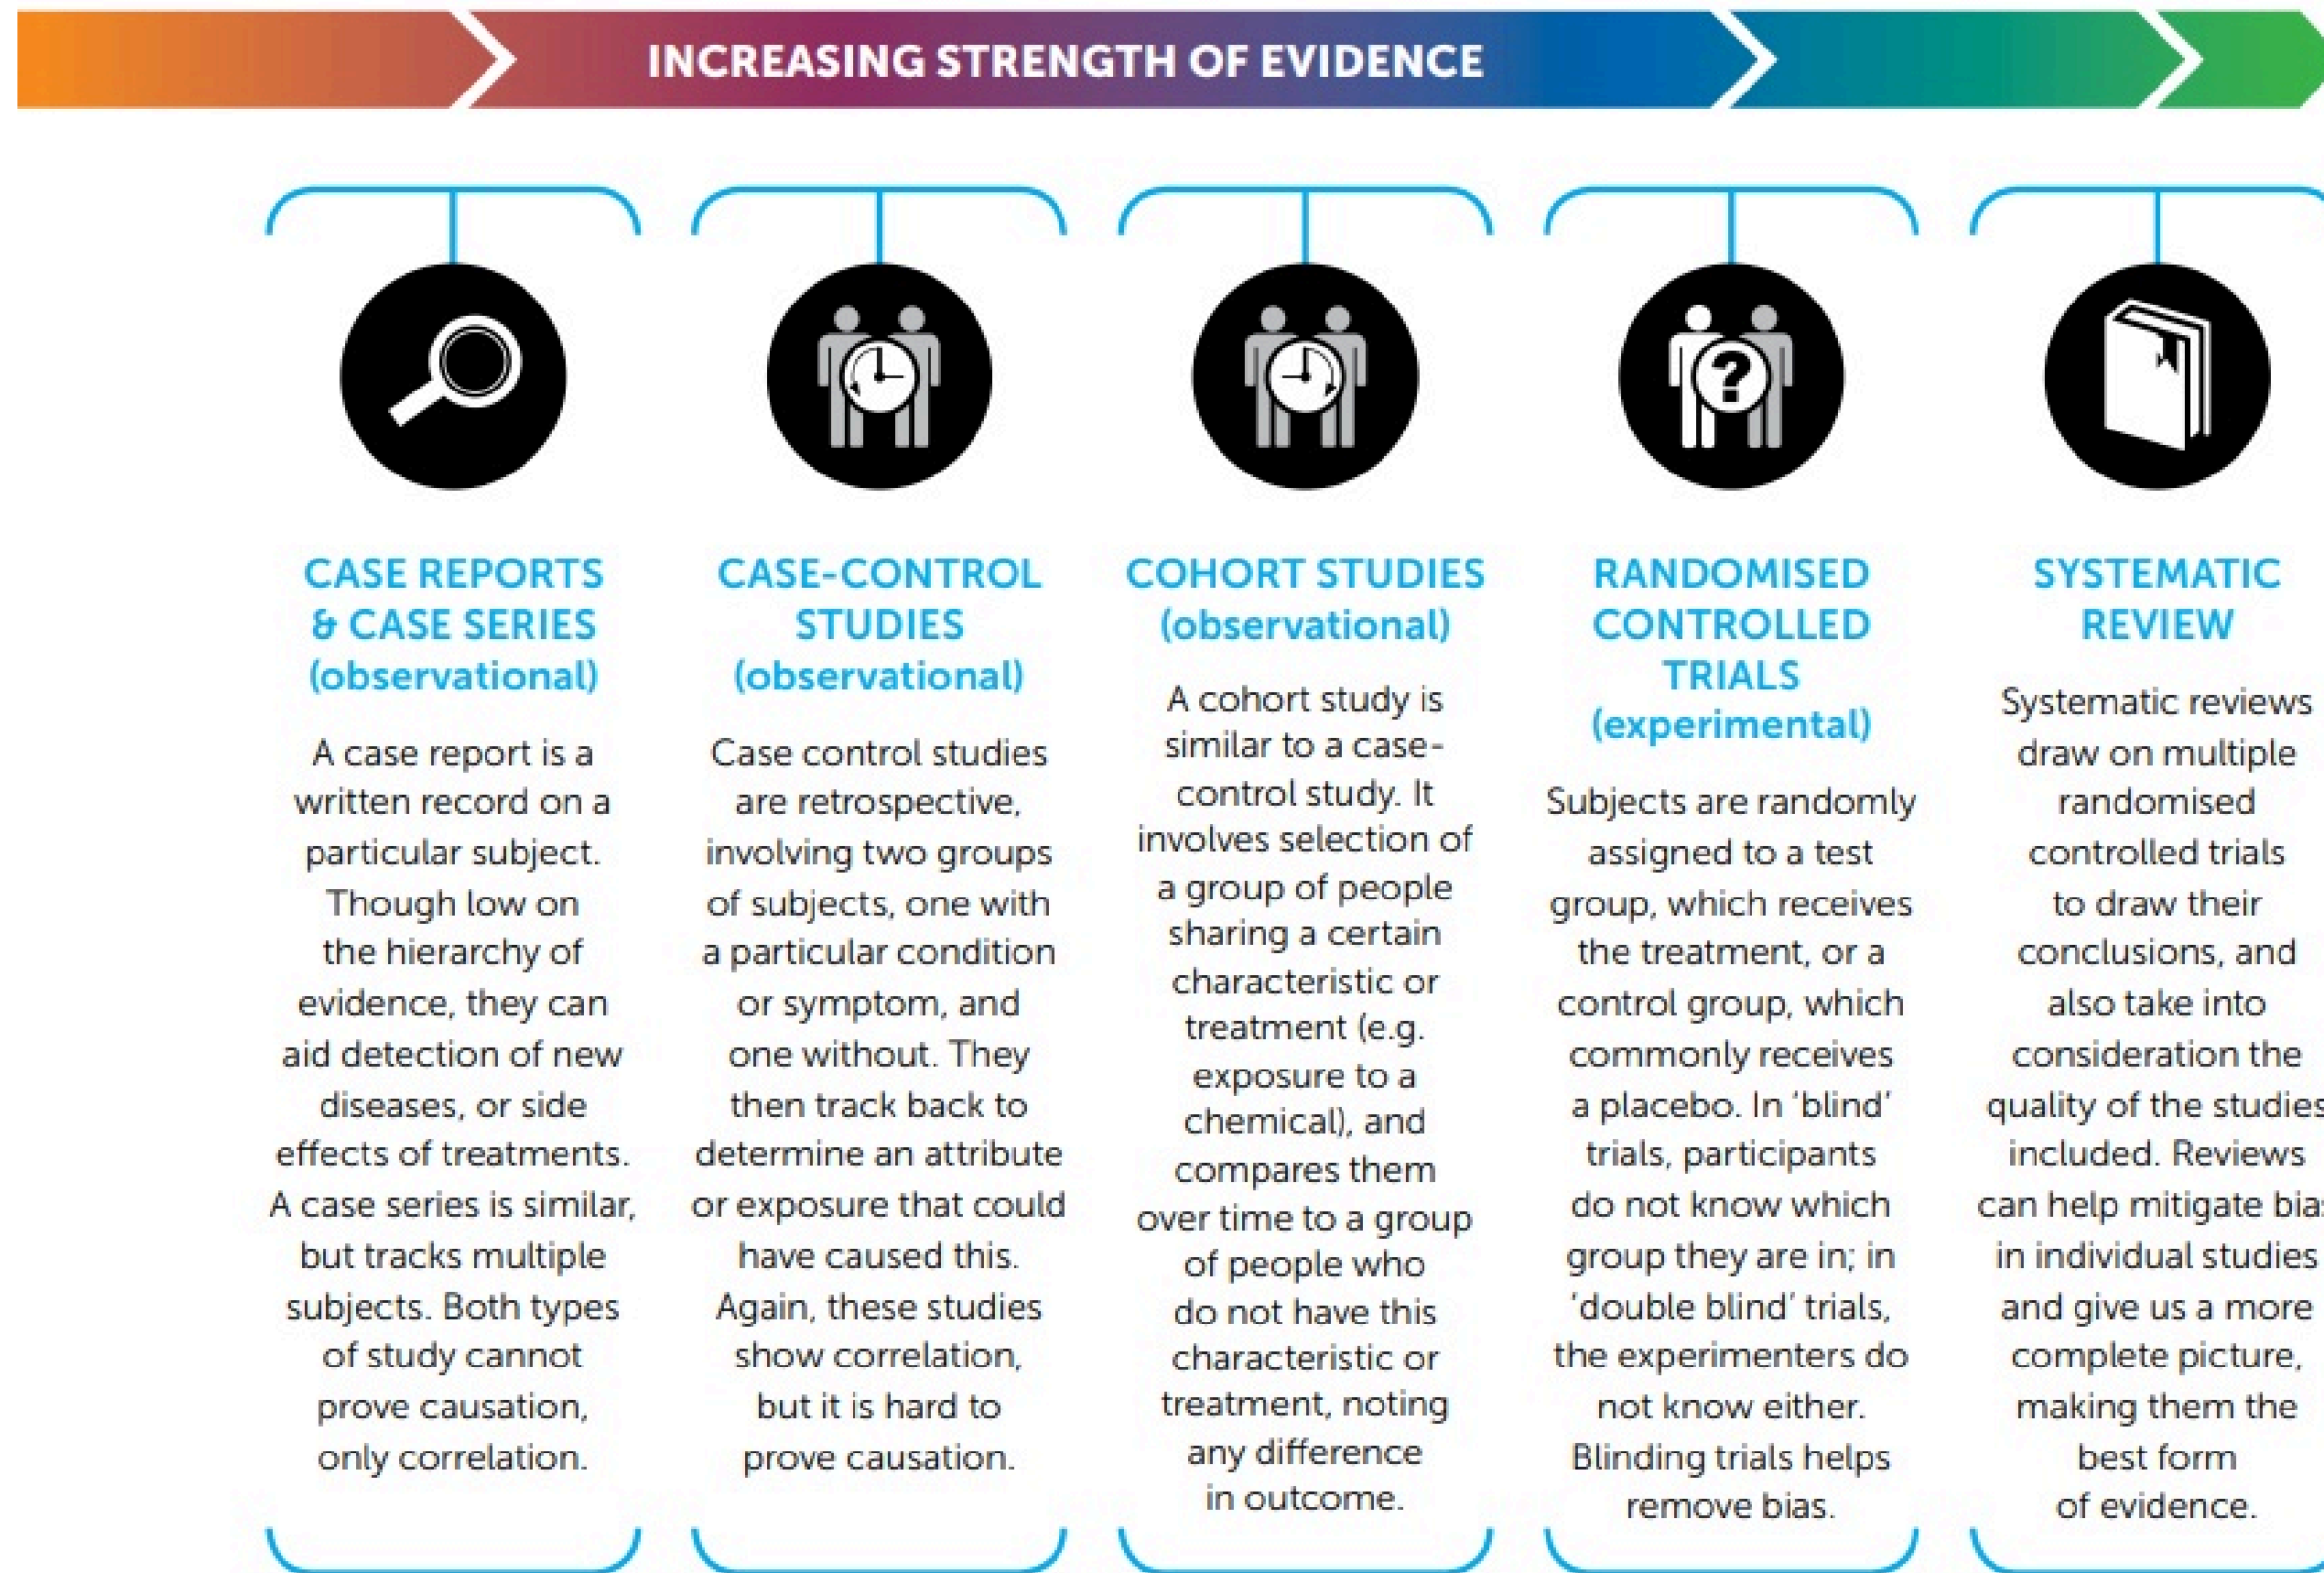 INCREASING STRENGTH OF EVIDENCE
CASE REPORTS
& CASE SERIES
(observational)
A case report is a
written record on a
particular subject.
Though low on
the hierarchy of
evidence, they can
aid detection of new
diseases, or side
effects of treatments.
A case series is similar,
but tracks multiple
subjects. Both types
of study cannot
prove causation,
only correlation.
CASE-CONTROL
STUDIES
(observational)
Case control studies
are retrospective,
involving two groups
of subjects, one with
a particular condition
or symptom, and
one without. They
then track back to
determine an attribute
or exposure that could
have caused this.
Again, these studies
show correlation,
but it is hard to
prove causation.
COHORT STUDIES
(observational)
A cohort study is
similar to a case-
control study. It
involves selection of
a group of people
sharing a certain
characteristic or
treatment (e.g.
exposure to a
chemical), and
compares them
over time to a group
of people who
do not have this
characteristic or
treatment, noting
any difference
in outcome.
?
RANDOMISED
CONTROLLED
TRIALS
(experimental)
Subjects are randomly
assigned to a test
group, which receives
the treatment, or a
control group, which
commonly receives
a placebo. In ‘blind’
trials, participants
do not know which
group they are in; in
‘double blind’ trials,
the experimenters do
not know either.
Blinding trials helps
remove bias.
SYSTEMATIC
REVIEW
Systematic reviews
draw on multiple
randomised
controlled trials
to draw their
conclusions, and
also take into
consideration the
quality of the studies
included. Reviews
can help mitigate bias
in individual studies
and give us a more
complete picture,
making them the
best form
of evidence.